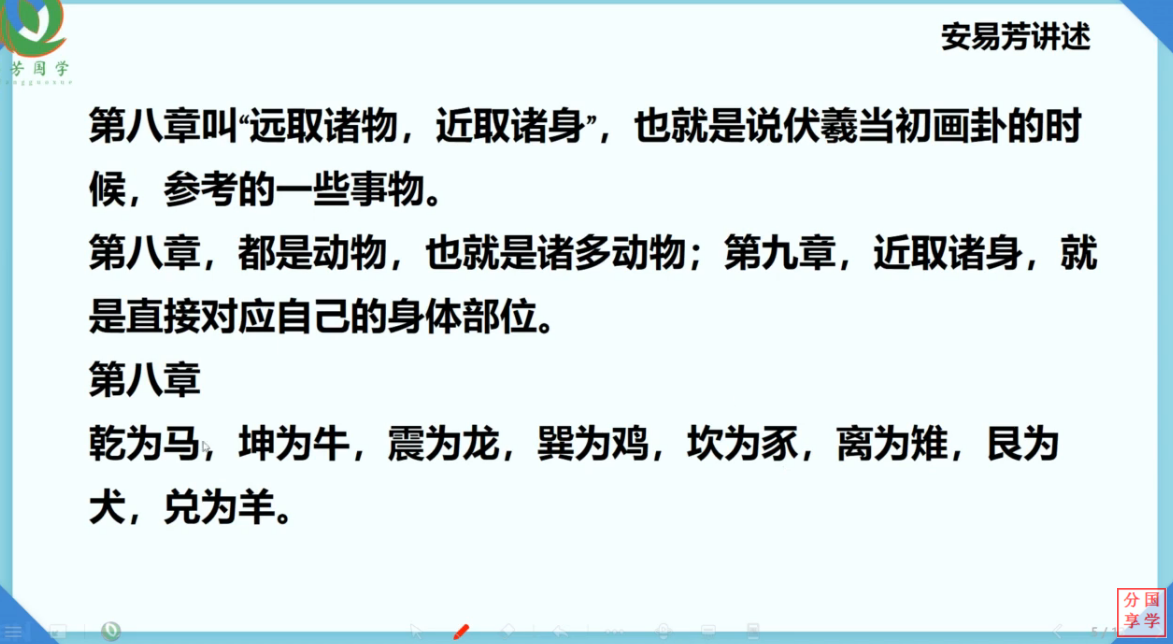 安易芳讲述
芳国学
第八章叫“远取诸物，近取诸身”，也就是说伏羲当初画卦的时
候，参考的一些事物。
第八章，都是动物，也就是诸多动物；第九章，近取诸身，就
是直接对应自己的身体部位。
第八章
乾为马，坤为牛，震为龙，巽为鸡，坎为豕，离为雉，艮为
犬，兑为羊。
分国
享学